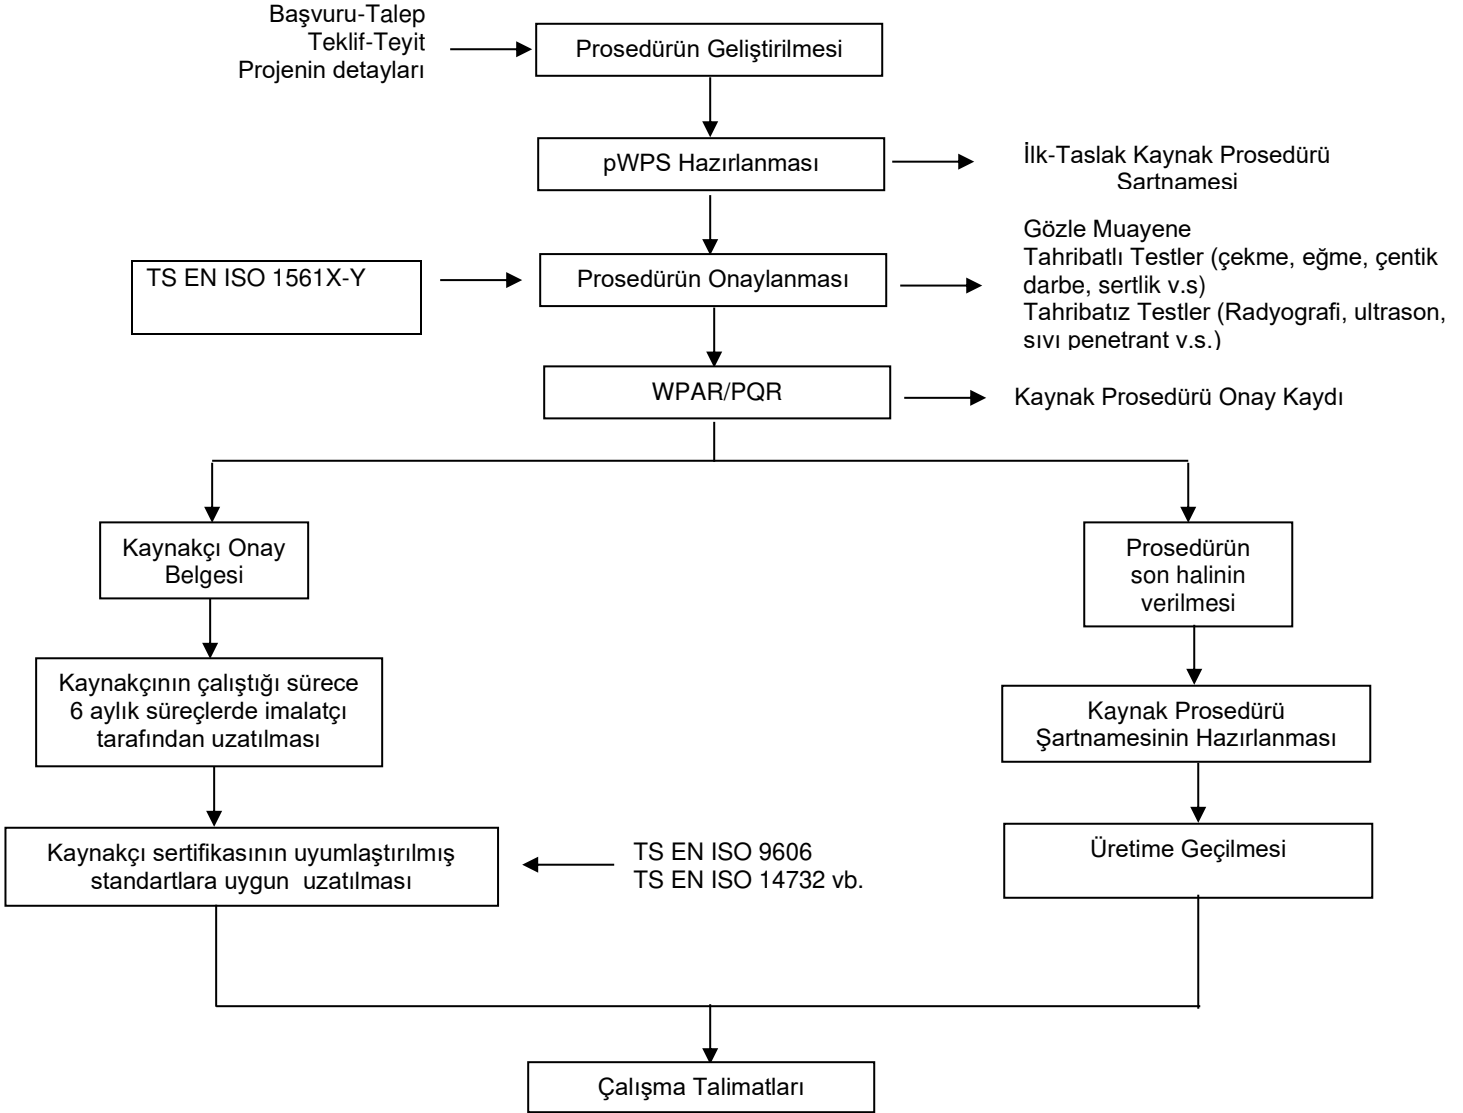 Başvuru-Talep
Teklif-Teyit
Projenin detayları
Prosedürün Geliştirilmesi
pWPS Hazırlanması
İlk-Taslak Kaynak Prosedürü
Şartnamesi
TS EN ISO 1561X-Y
Prosedürün Onaylanması
Gözle Muayene
Tahribatlı Testler (çekme, eğme, çentik
darbe, sertlik v.s)
Tahribatız Testler (Radyografi, ultrason,
sıvı penetrant v.s.)
WPAR/PQR
Kaynak Prosedürü Onay Kaydı
Kaynakçı Onay
Belgesi
Prosedürün
son halinin
verilmesi
Kaynakçının çalıştığı sürece
6 aylık süreçlerde imalatçı
tarafından uzatılması
Kaynak Prosedürü
Şartnamesinin Hazırlanması
Kaynakçı sertifikasının uyumlaştırılmış
standartlara uygun uzatılması
TS EN ISO 9606
TS EN ISO 14732 vb.
Üretime Geçilmesi
Çalışma Talimatları